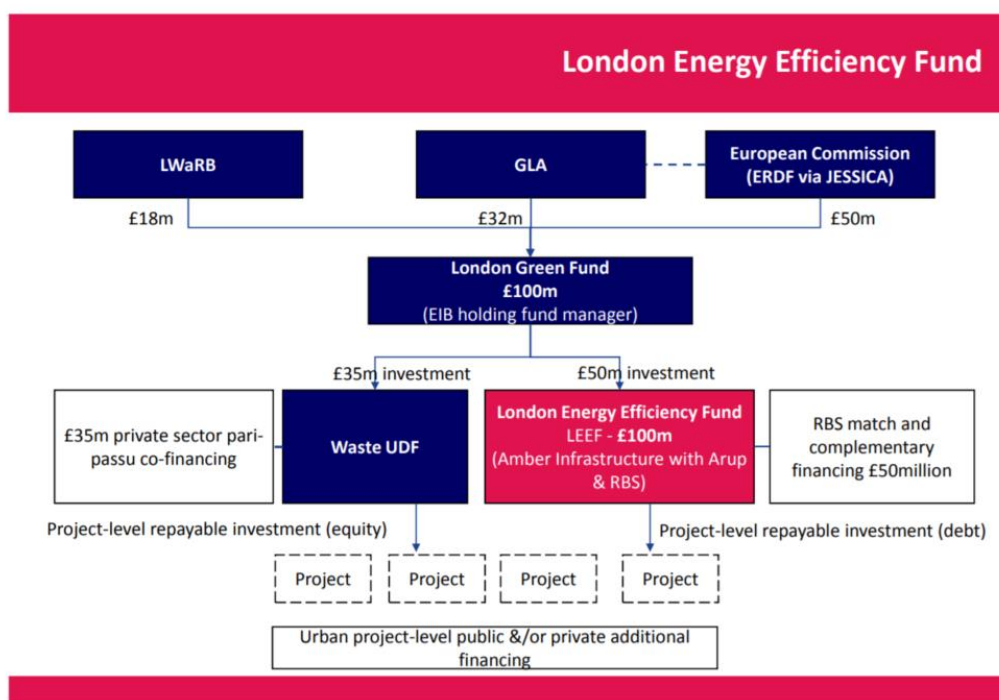 London Energy Efficiency Fund
LWaRB
GLA
European Commission
(ERDF via JESSICA)
£18m
£32m
£50m
London Green Fund
£100m
(EIB holding fund manager)
£35m investment
£50m investment
£35m private sector pari-
passu co-financing
Waste UDF
London Energy Efficiency Fund
LEEF - £100m
(Amber Infrastructure with Arup
& RBS)
RBS match and
complementary
financing £50million
Project-level repayable investment (equity)
Project-level repayable investment (debt)
Project
Project
Project
Project
Urban project-level public &/or private additional
financing